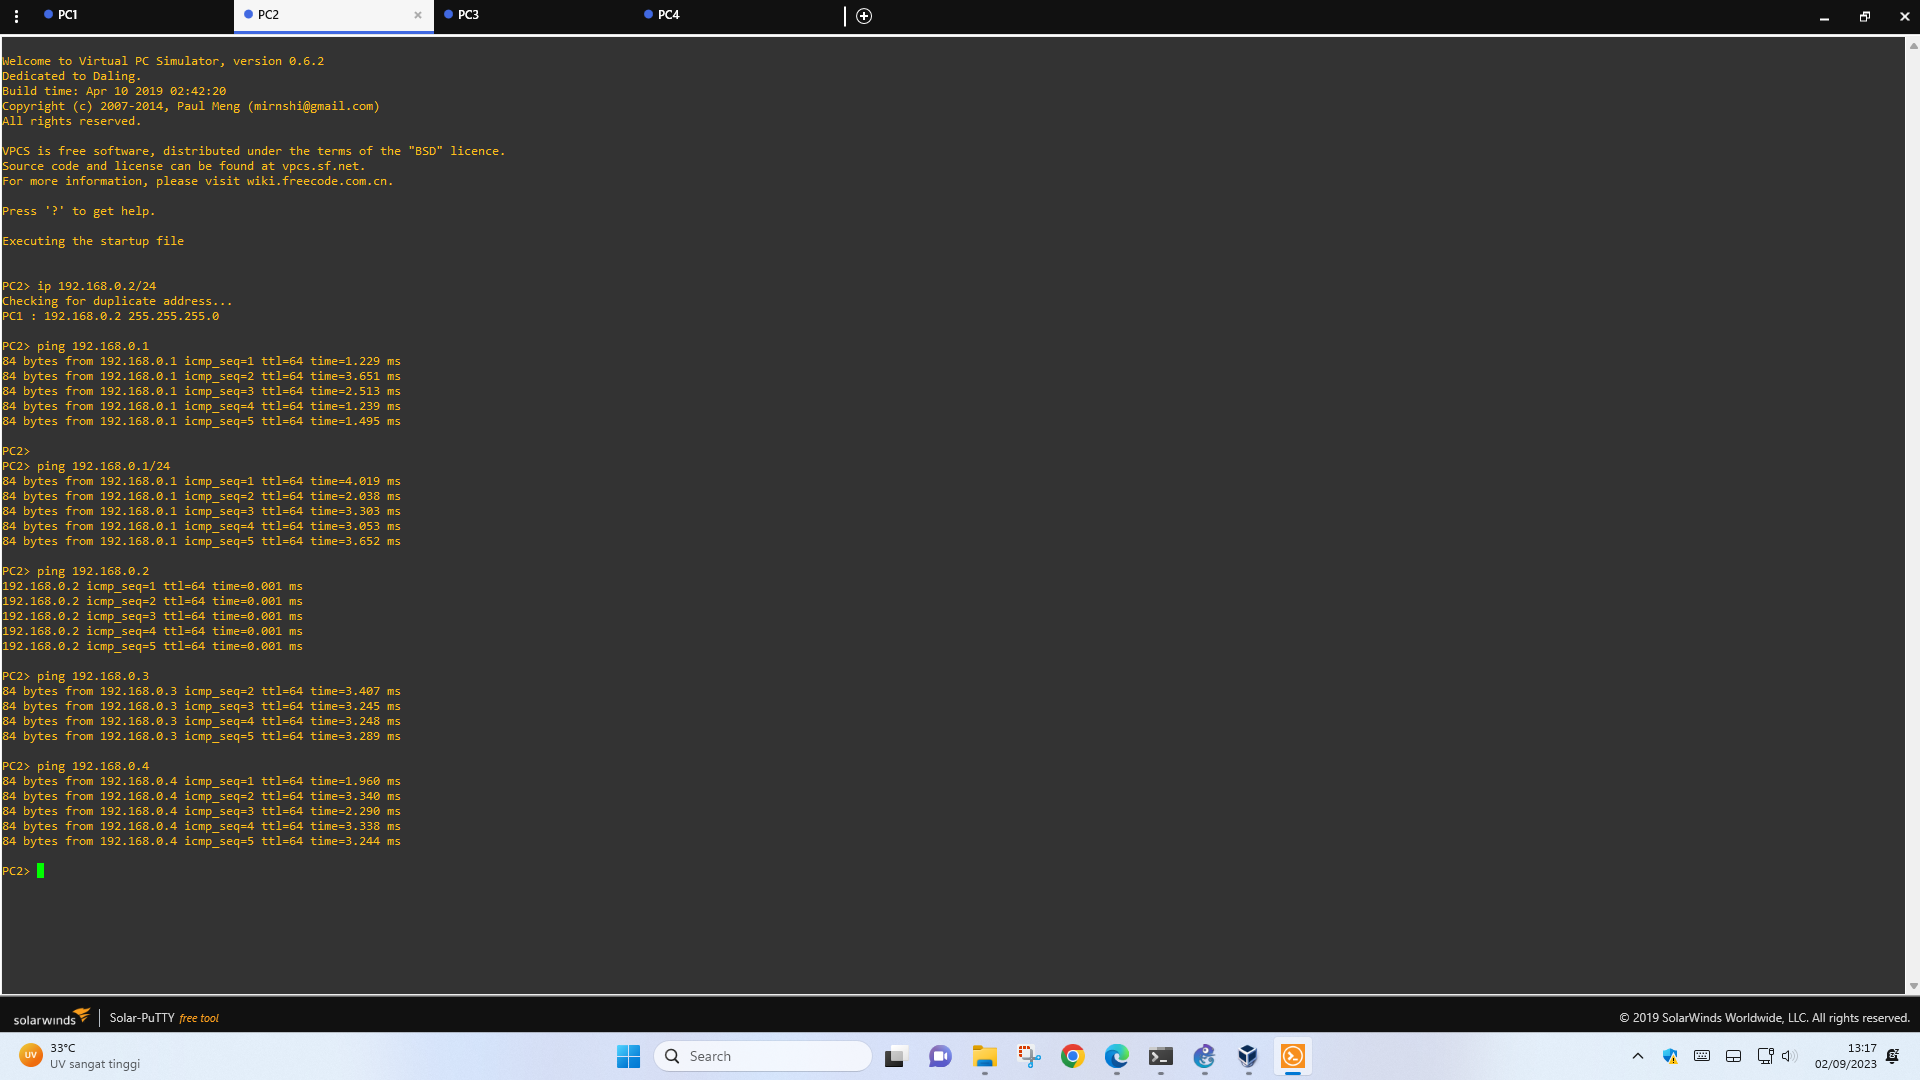 PC1
PC2
PC3
PC4
Welcome to Virtual PC Simulator, version 0.6.2
Dedicated to Daling.
Build time: Apr 10 2019 02:42:20
Copyright (c) 2007-2014, Paul Meng (mirnshi@gmail.com)
All rights reserved.
VPCS is free software, distributed under the terms of the "BSD" licence.
Source code and license can be found at vpcs.sf.net.
For more information, please visit wiki.freecode.com.cn.
Press '?' to get help.
Executing the startup file
PC2> ip 192.168.0.2/24
Checking for duplicate address...
PC1 : 192.168.0.2 255.255.255.0
PC2> ping 192.168.0.1
84 bytes from 192.168.0.1 icmp_seq=1 ttl=64 time=1.229 ms
84 bytes from 192.168.0.1 icmp_seq=2 ttl=64 time=3.651 ms
84 bytes from 192.168.0.1 icmp_seq=3 ttl=64 time=2.513 ms
84 bytes from 192.168.0.1 icmp_seq=4 ttl=64 time=1.239 ms
84 bytes from 192.168.0.1 icmp_seq=5 ttl=64 time=1.495 ms
PC2>
PC2> ping 192.168.0.1/24
84 bytes from 192.168.0.1 icmp_seq=1 ttl=64 time=4.019 ms
84 bytes from 192.168.0.1 icmp_seq=2 ttl=64 time=2.038 ms
84 bytes from 192.168.0.1 icmp_seq=3 ttl=64 time=3.303 ms
84 bytes from 192.168.0.1 icmp_seq=4 ttl=64 time=3.053 ms
84 bytes from 192.168.0.1 icmp_seq=5 ttl=64 time=3.652 ms
PC2> ping 192.168.0.2
192.168.0.2 icmp_seq=1 ttl=64 time=0.001 ms
192.168.0.2 icmp_seq=2 ttl=64 time=0.001 ms
192.168.0.2 icmp_seq=3 ttl=64 time=0.001 ms
192.168.0.2 icmp_seq=4 ttl=64 time=0.001 ms
192.168.0.2 icmp_seq=5 ttl=64 time=0.001 ms
PC2> ping 192.168.0.3
84 bytes from 192.168.0.3 icmp_seq=2 ttl=64 time=3.407 ms
84 bytes from 192.168.0.3 icmp_seq=3 ttl=64 time=3.245 ms
84 bytes from 192.168.0.3 icmp_seq=4 ttl=64 time=3.248 ms
84 bytes from 192.168.0.3 icmp_seq=5 ttl=64 time=3.289 ms
PC2> ping 192.168.0.4
84 bytes from 192.168.0.4 icmp_seq=1 ttl=64 time=1.960 ms
84 bytes from 192.168.0.4 icmp_seq=2 ttl=64 time=3.340 ms
84 bytes from 192.168.0.4 icmp_seq=3 ttl=64 time=2.290 ms
84 bytes from 192.168.0.4 icmp_seq=4 ttl=64 time=3.338 ms
84 bytes from 192.168.0.4 icmp_seq=5 ttl=64 time=3.244 ms
PC2>
solarwinds Solar-PuTTY free tool
© 2019 SolarWinds Worldwide, LLC. All rights reserved.
UV
33°C
UV sangat tinggi
Search
13:17
02/09/2023